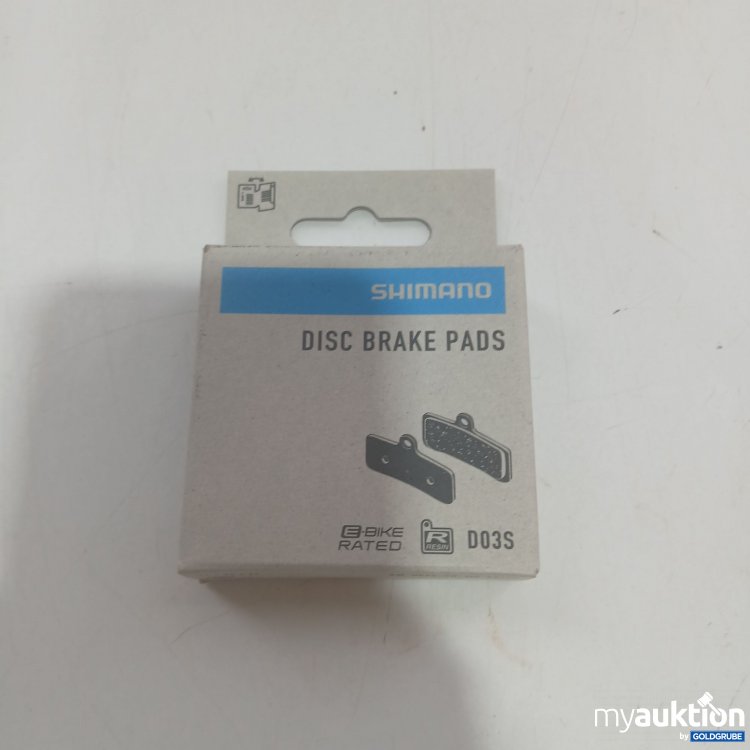 SHIMANO
DISC BRAKE PADS
E-BIKE
RATED
R
RESIN
D03S
myauktion
by GOLDGRUBE